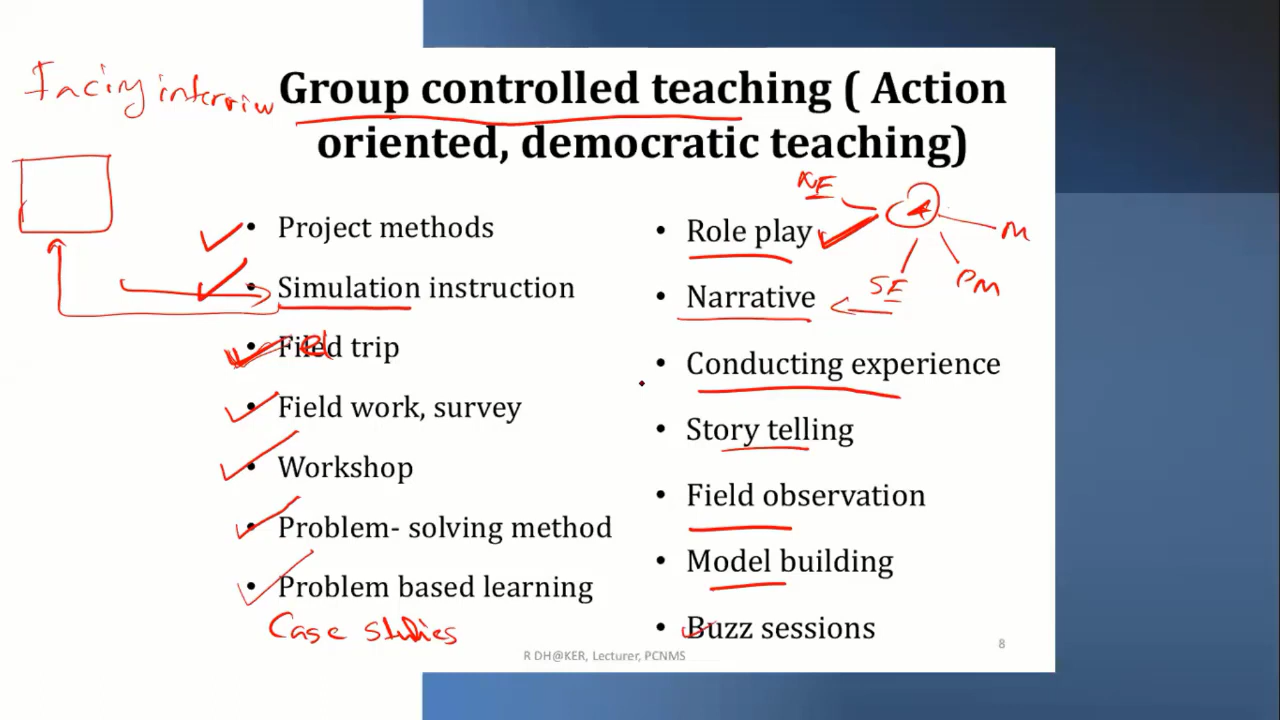 Facing interviw
Group controlled teaching ( Action
oriented, democratic teaching)
• Project methods
• Simulation instruction
• Filed trip
• Field work, survey
• Workshop
• Problem- solving method
• Problem based learning
Case studies
NE
• Role play
M
PM
SE
• Narrative
• Conducting experience
• Story telling
• Field observation
• Model building
• Buzz sessions
R DH@KER, Lecturer, PCNMS
8